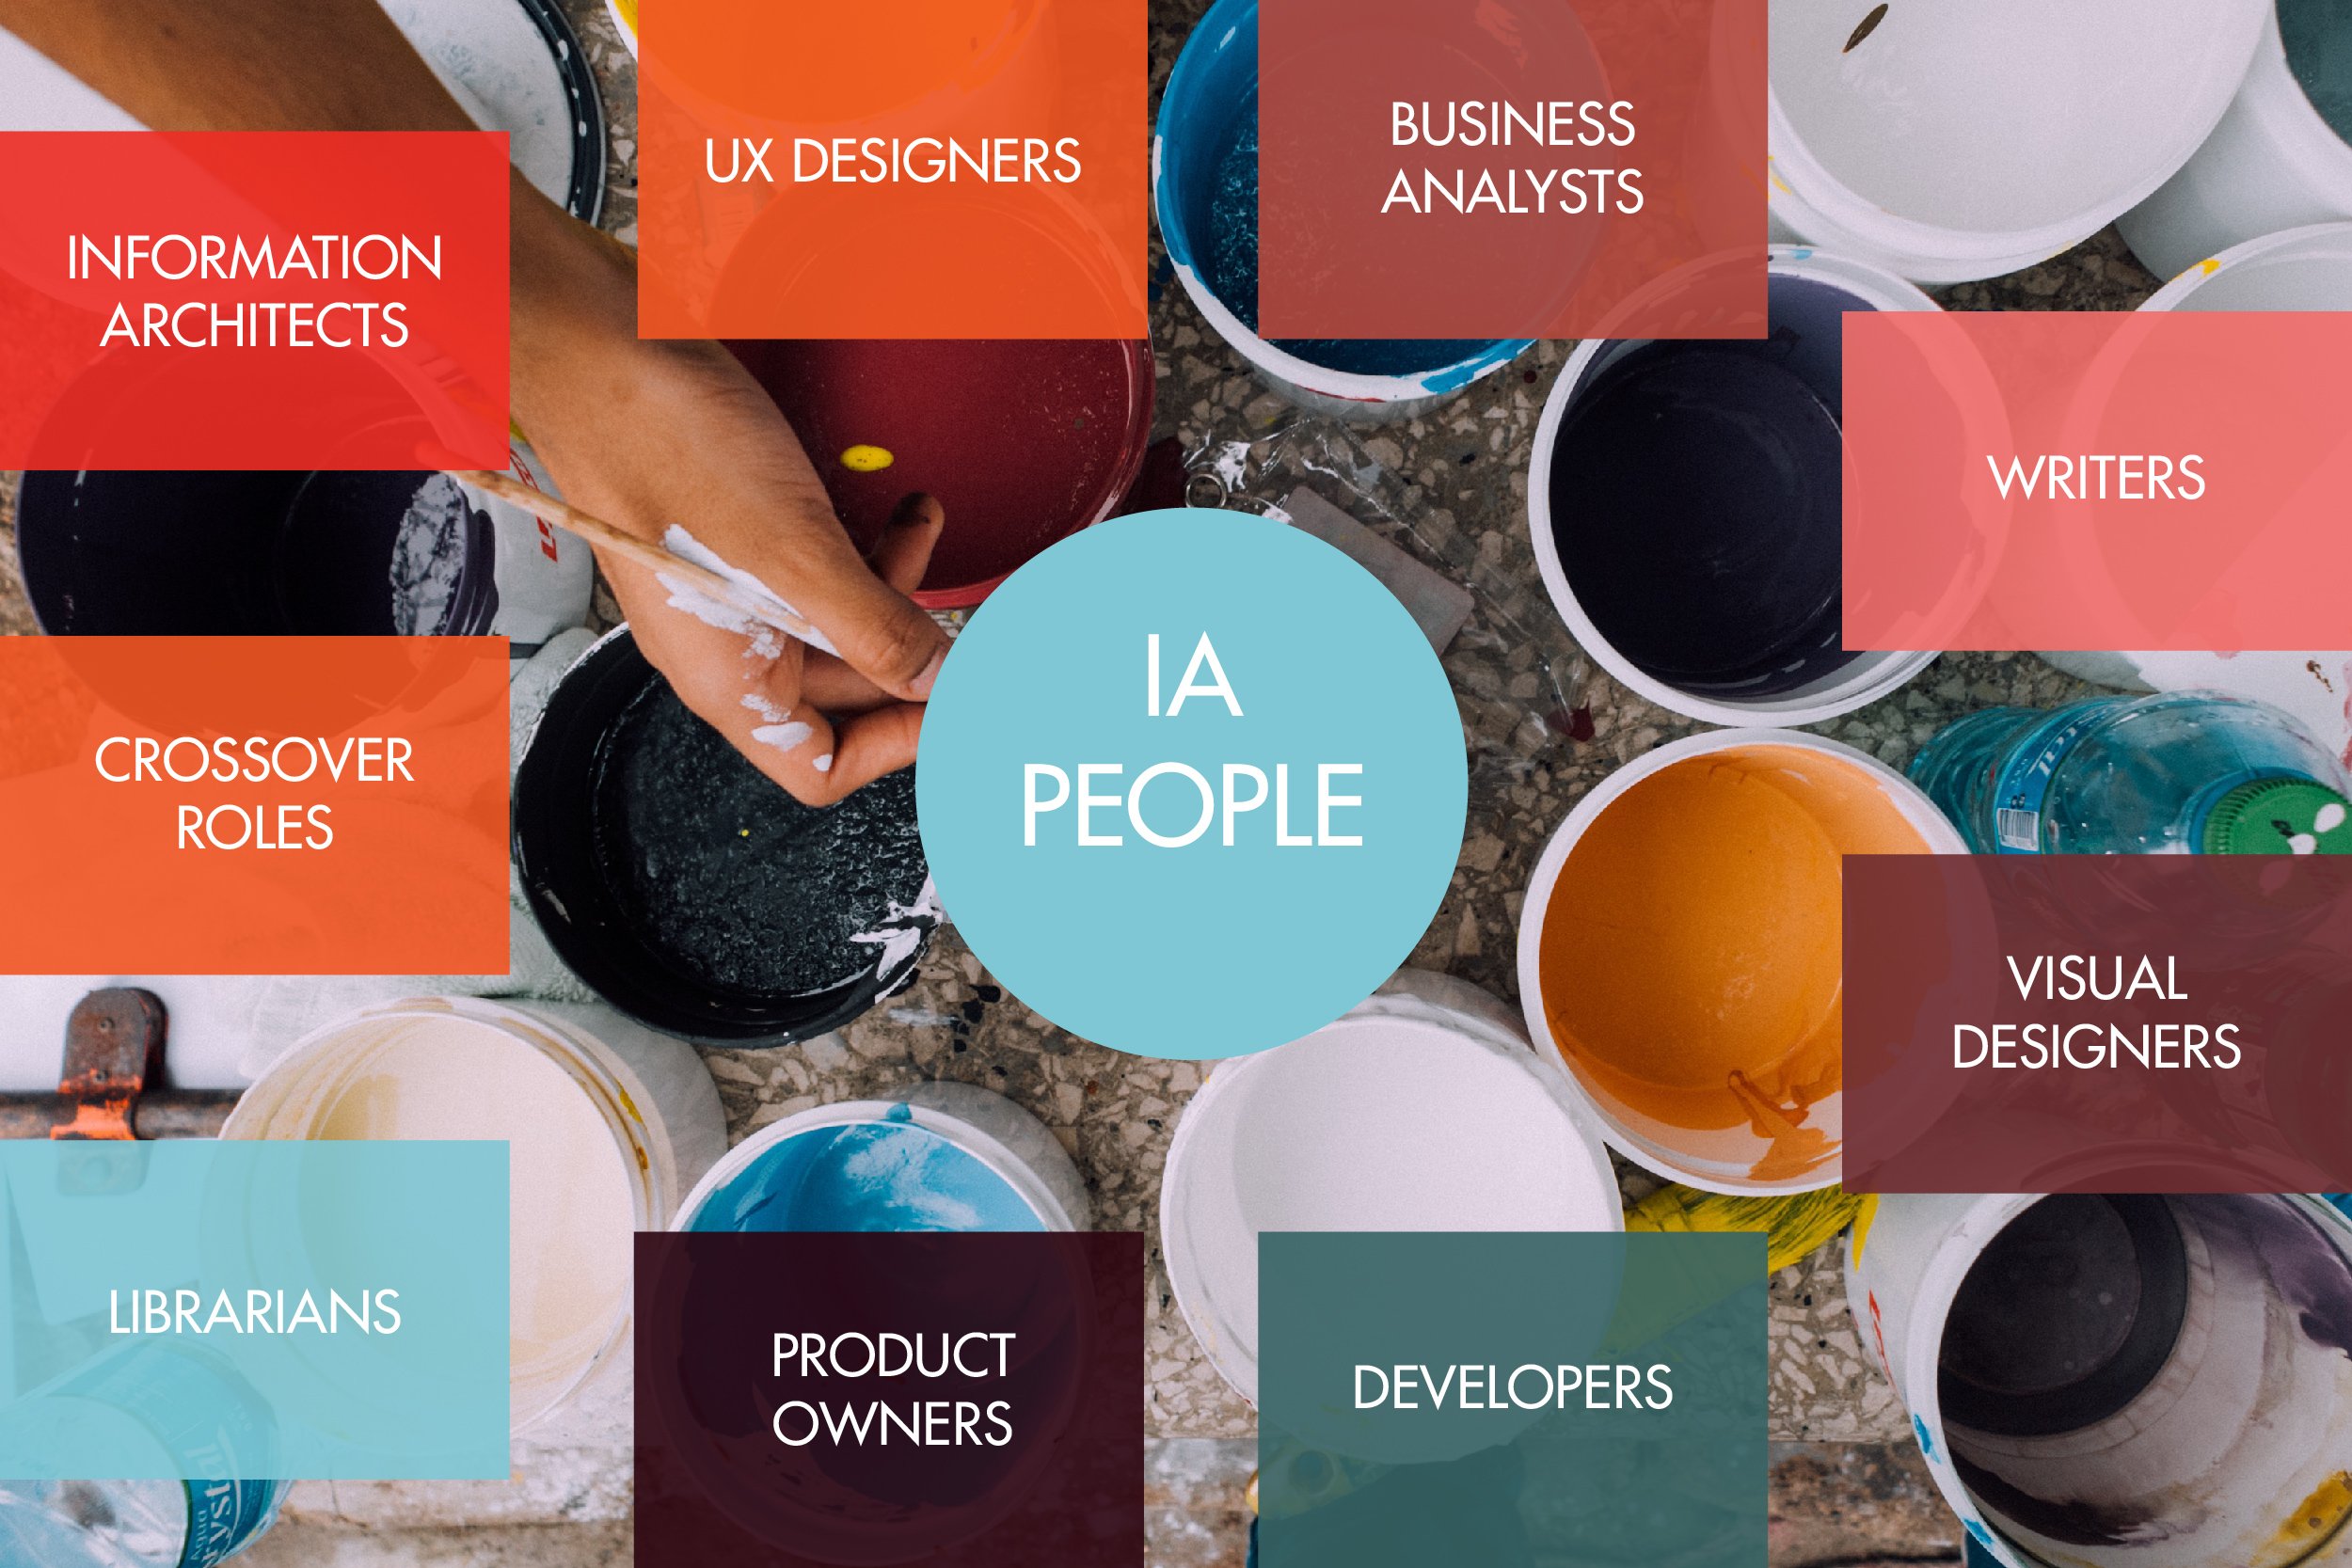 UX DESIGNERS
BUSINESS
ANALYSTS
INFORMATION
ARCHITECTS
WRITERS
IA
PEOPLE
CROSSOVER
ROLES
VISUAL
DESIGNERS
LIBRARIANS
PRODUCT
OWNERS
DEVELOPERS